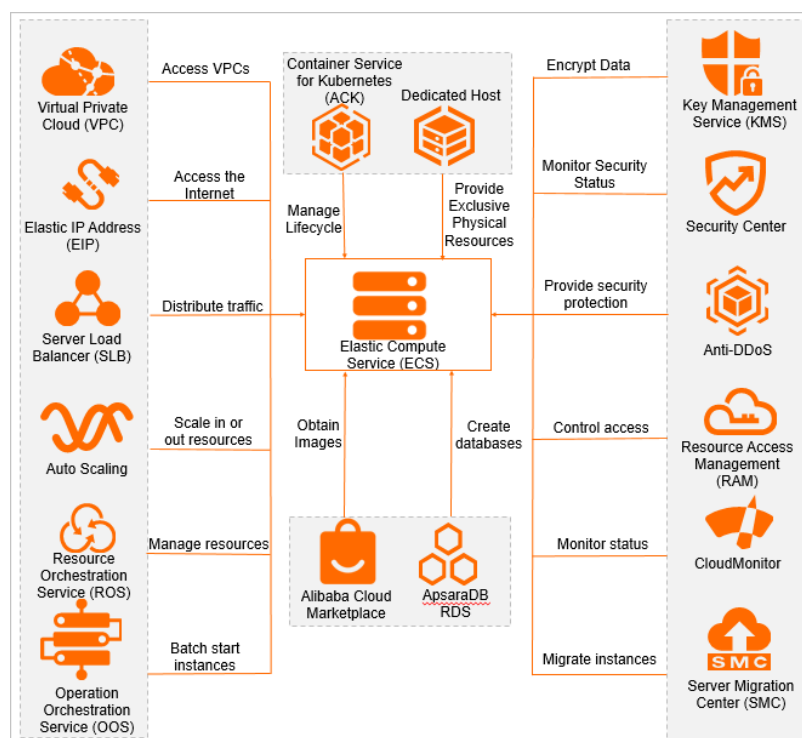 Access VPCs
Virtual Private
Cloud (VPC)
Access the
Internet
Elastic IP Address
(EIP)
Distribute traffic
Server Load
Balancer (SLB)
Scale in or
out resources
Auto Scaling
Manage resources
Resource
Orchestration
Service (ROS)
Batch start
instances
Operation
Orchestration
Service (OOS)
Container Service
for Kubernetes
(ACK)
Dedicated Host
Manage
Lifecycle
Provide
Exclusive
Physical
Resources
Elastic Compute
Service (ECS)
Obtain
Images
Create
databases
Alibaba Cloud
Marketplace
ApsaraDB
RDS
Encrypt Data
Key Management
Service (KMS)
Monitor Security
Status
Security Center
Provide security
protection
Anti-DDoS
Control access
Resource Access
Management
(RAM)
Monitor status
CloudMonitor
Migrate instances
SMC
Server Migration
Center (SMC)